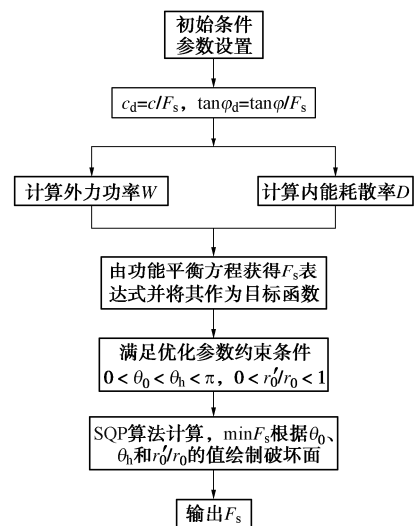 初始条件
参数设置
c_d=c/F_s，tanφ_d=tanφ/F_s
计算外力功率W
计算内能耗散率D
由功能平衡方程获得F_s表
达式并将其作为目标函数
满足优化参数约束条件
0<θ_0<θ_h<π，0<r_0′/r_0<1
SQP算法计算，minF_s根据θ_0、
θ_h和r_0′/r_0的值绘制破坏面
输出F_s